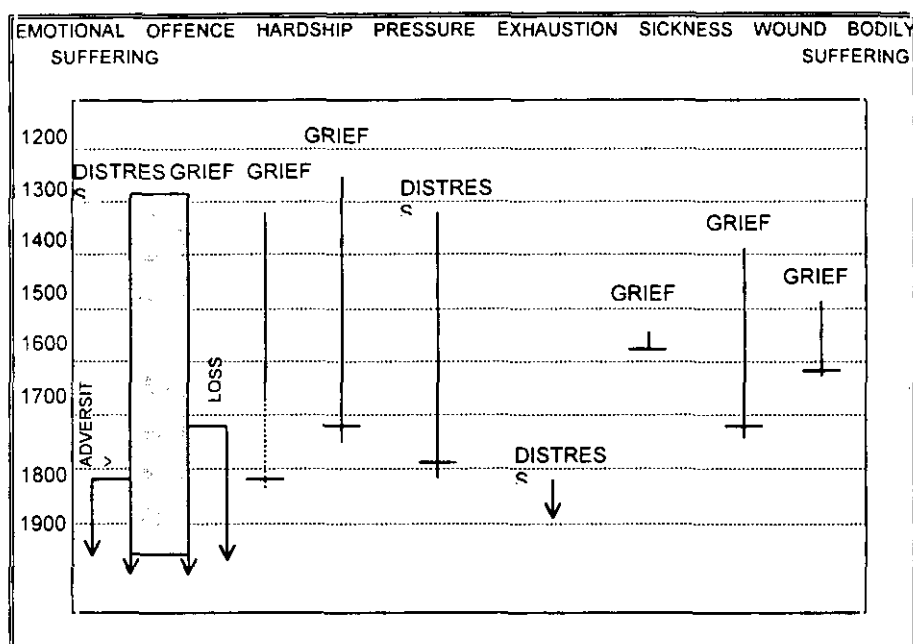 EMOTIONAL OFFENCE HARDSHIP PRESSURE EXHAUSTION SICKNESS WOUND BODILY
SUFFERING SUFFERING
1200
GRIEF
DISTRES GRIEF GRIEF
S
1300
DISTRES
S
1400
GRIEF
1500
GRIEF
GRIEF
1600
1700
ADVERSIT
Y
LOSS
1800
DISTRES
S
1900